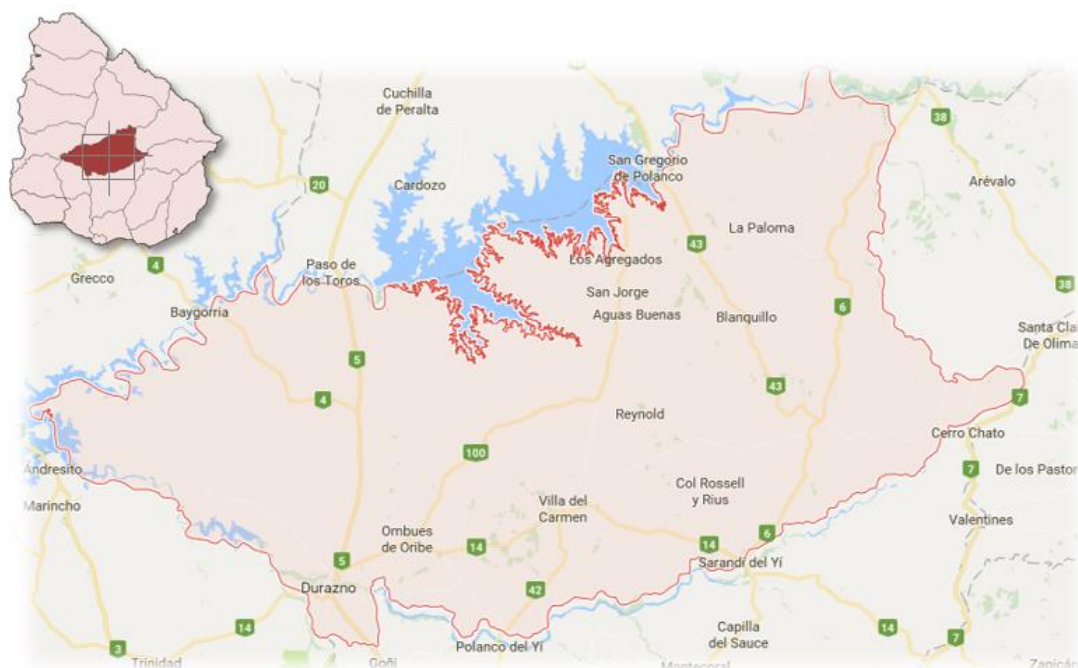 Cuchilla
de Peralta
38
San Gregorio
de Polanco
20
Cardozo
Arévalo
La Paloma
43
4
Paso de
los Toros
Los Agregados
Grecco
38
San Jorge
Baygorria
Aguas Buenas
Blanquillo
6
Santa Cla
De Olima
5
43
4
7
Reynold
Cerro Chato
100
Andresito
7
De los Pastor
Col Rossell
y Rius
Marincho
Villa del
Carmen
Valentines
Ombues
de Oribe
6
14
14
5
Sarandí del Yí
Durazno
42
14
Capilla
del Sauce
14
7
3
Polanco del Yí
Trinidad
Goñi
Montecoral
Zapicán